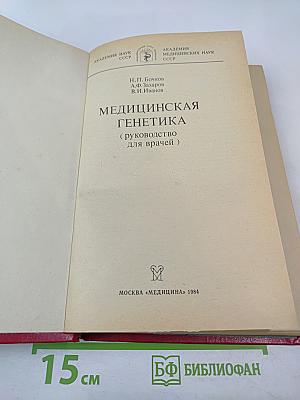 АКАДЕМИЯ НАУК
СССР
АКАДЕМИЯ
МЕДИЦИНСКИХ НАУК
СССР
Н.П. Бочков
А.Ф. Захаров
В.И. Иванов
МЕДИЦИНСКАЯ
ГЕНЕТИКА
(руководство
для врачей)
МОСКВА «МЕДИЦИНА» 1984
15 см
БФ БИБЛИОФАН